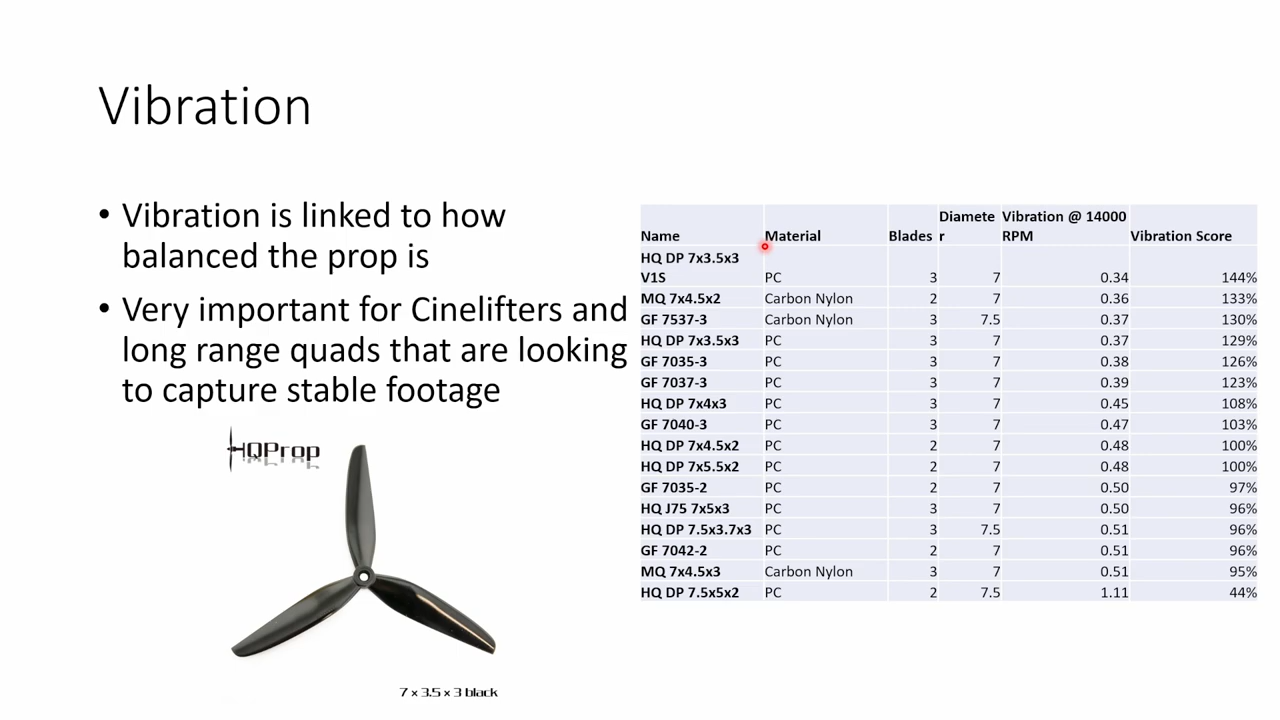 Vibration
• Vibration is linked to how
balanced the prop is
• Very important for Cinelifters and
long range quads that are looking
to capture stable footage
HQProp
7 x 3.5 x 3 black
Diamete Vibration @ 14000
Name Material Blades r RPM Vibration Score
HQ DP 7x3.5x3
V1S PC 3 7 0.34 144%
MQ 7x4.5x2 Carbon Nylon 2 7 0.36 133%
GF 7537-3 Carbon Nylon 3 7.5 0.37 130%
HQ DP 7x3.5x3 PC 3 7 0.37 129%
GF 7035-3 PC 3 7 0.38 126%
GF 7037-3 PC 3 7 0.39 123%
HQ DP 7x4x3 PC 3 7 0.45 108%
GF 7040-3 PC 3 7 0.47 103%
HQ DP 7x4.5x2 PC 2 7 0.48 100%
HQ DP 7x5.5x2 PC 2 7 0.48 100%
GF 7035-2 PC 2 7 0.50 97%
HQ J75 7x5x3 PC 3 7 0.50 96%
HQ DP 7.5x3.7x3 PC 3 7.5 0.51 96%
GF 7042-2 PC 2 7 0.51 96%
MQ 7x4.5x3 Carbon Nylon 3 7 0.51 95%
HQ DP 7.5x5x2 PC 2 7.5 1.11 44%